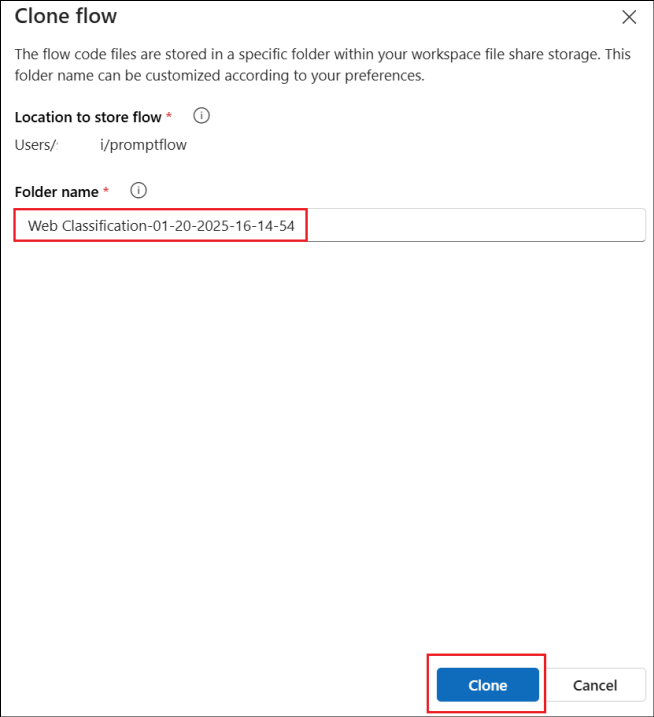 Clone flow
The flow code files are stored in a specific folder within your workspace file share storage. This
folder name can be customized according to your preferences.
Location to store flow *
Users/ i/promptflow
Folder name *
Web Classification-01-20-2025-16-14-54
Clone Cancel